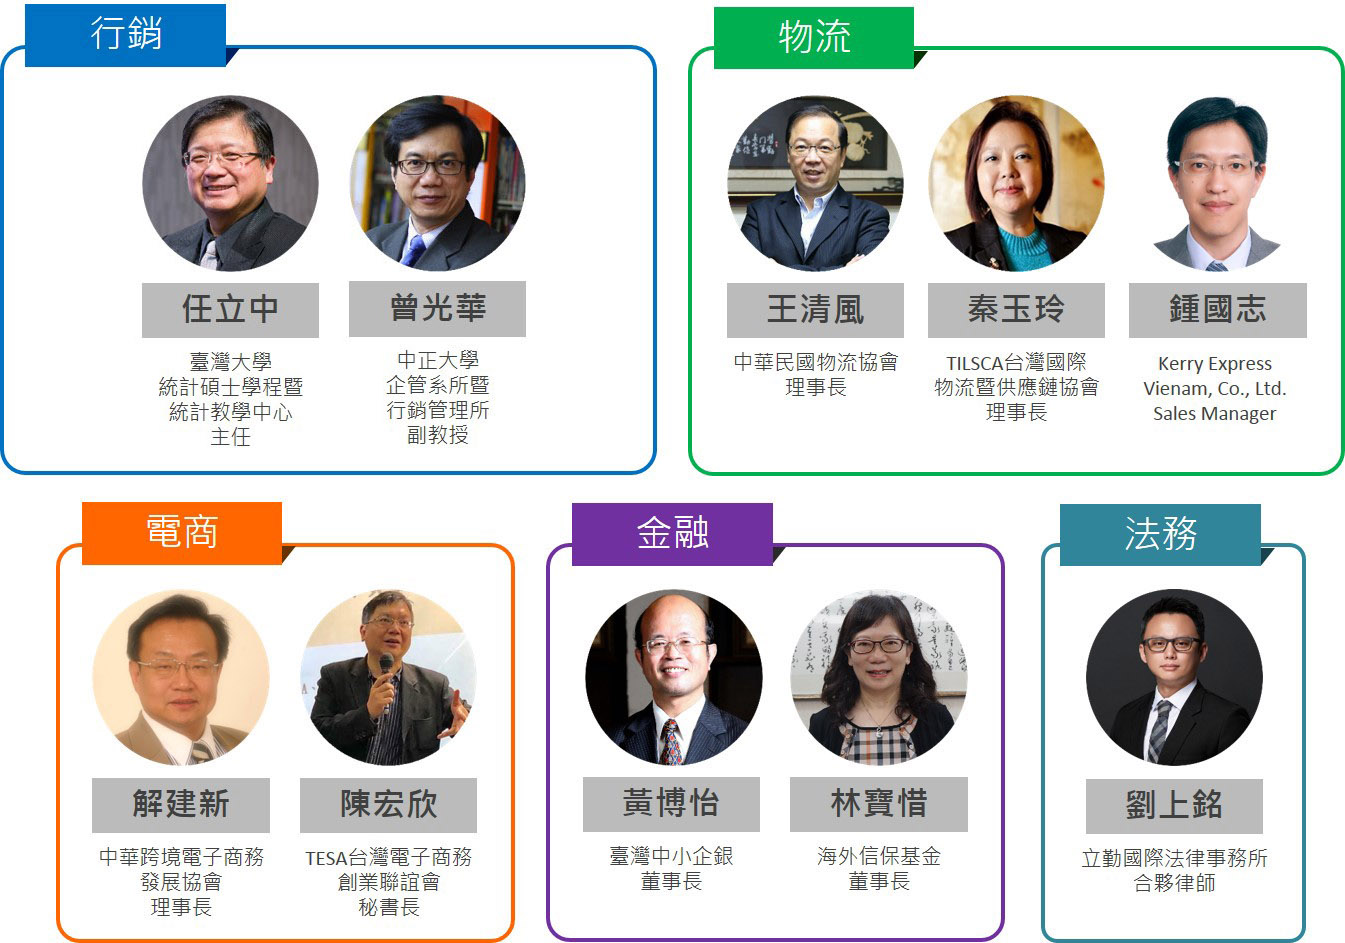 行銷
任立中
臺灣大學
統計碩士學程暨
統計教學中心
主任
曾光華
中正大學
企管系所暨
行銷管理所
副教授
物流
王清風
中華民國物流協會
理事長
秦玉玲
TILSCA台灣國際
物流暨供應鏈協會
理事長
鍾國志
Kerry Express
Vienam, Co., Ltd.
Sales Manager
電商
解建新
中華跨境電子商務
發展協會
理事長
陳宏欣
TESA台灣電子商務
創業聯誼會
秘書長
金融
黃博怡
臺灣中小企銀
董事長
林寶惜
海外信保基金
董事長
法務
劉上銘
立勤國際法律事務所
合夥律師